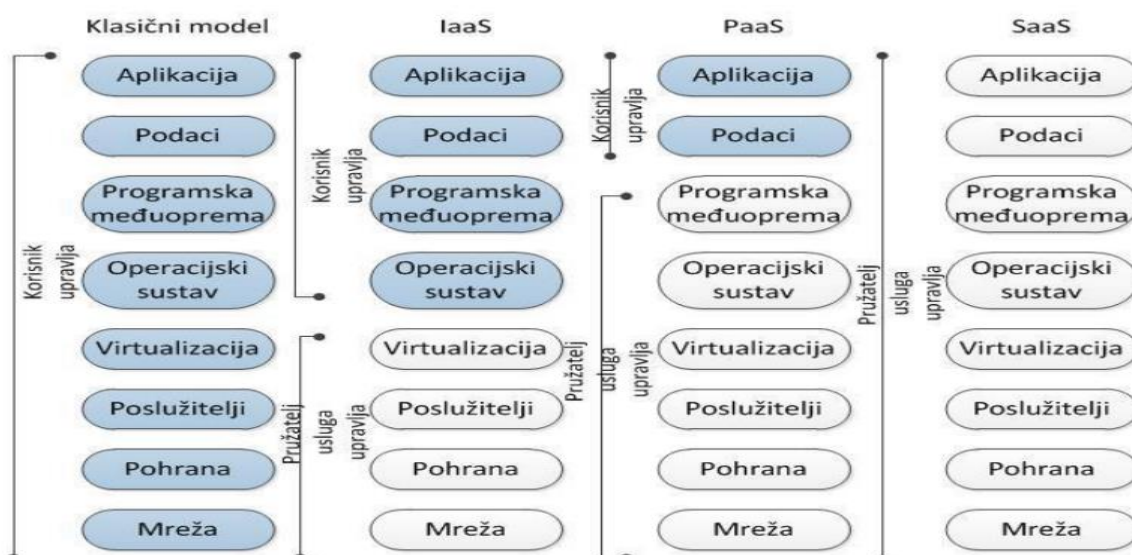 Klasični model
IaaS
PaaS
SaaS
Aplikacija
Aplikacija
Aplikacija
Aplikacija
Podaci
Podaci
Podaci
Podaci
Programska
međuoprema
Programska
međuoprema
Programska
međuoprema
Programska
međuoprema
Operacijski
sustav
Operacijski
sustav
Operacijski
sustav
Operacijski
sustav
Virtualizacija
Virtualizacija
Virtualizacija
Virtualizacija
Poslužitelji
Poslužitelji
Poslužitelji
Poslužitelji
Pohrana
Pohrana
Pohrana
Pohrana
Mreža
Mreža
Mreža
Mreža
Korisnik
upravlja
Korisnik
upravlja
Pružatelj
usluga
upravlja
Korisnik
upravlja
Pružatelj
usluga
upravlja
Pružatelj
usluga
upravlja